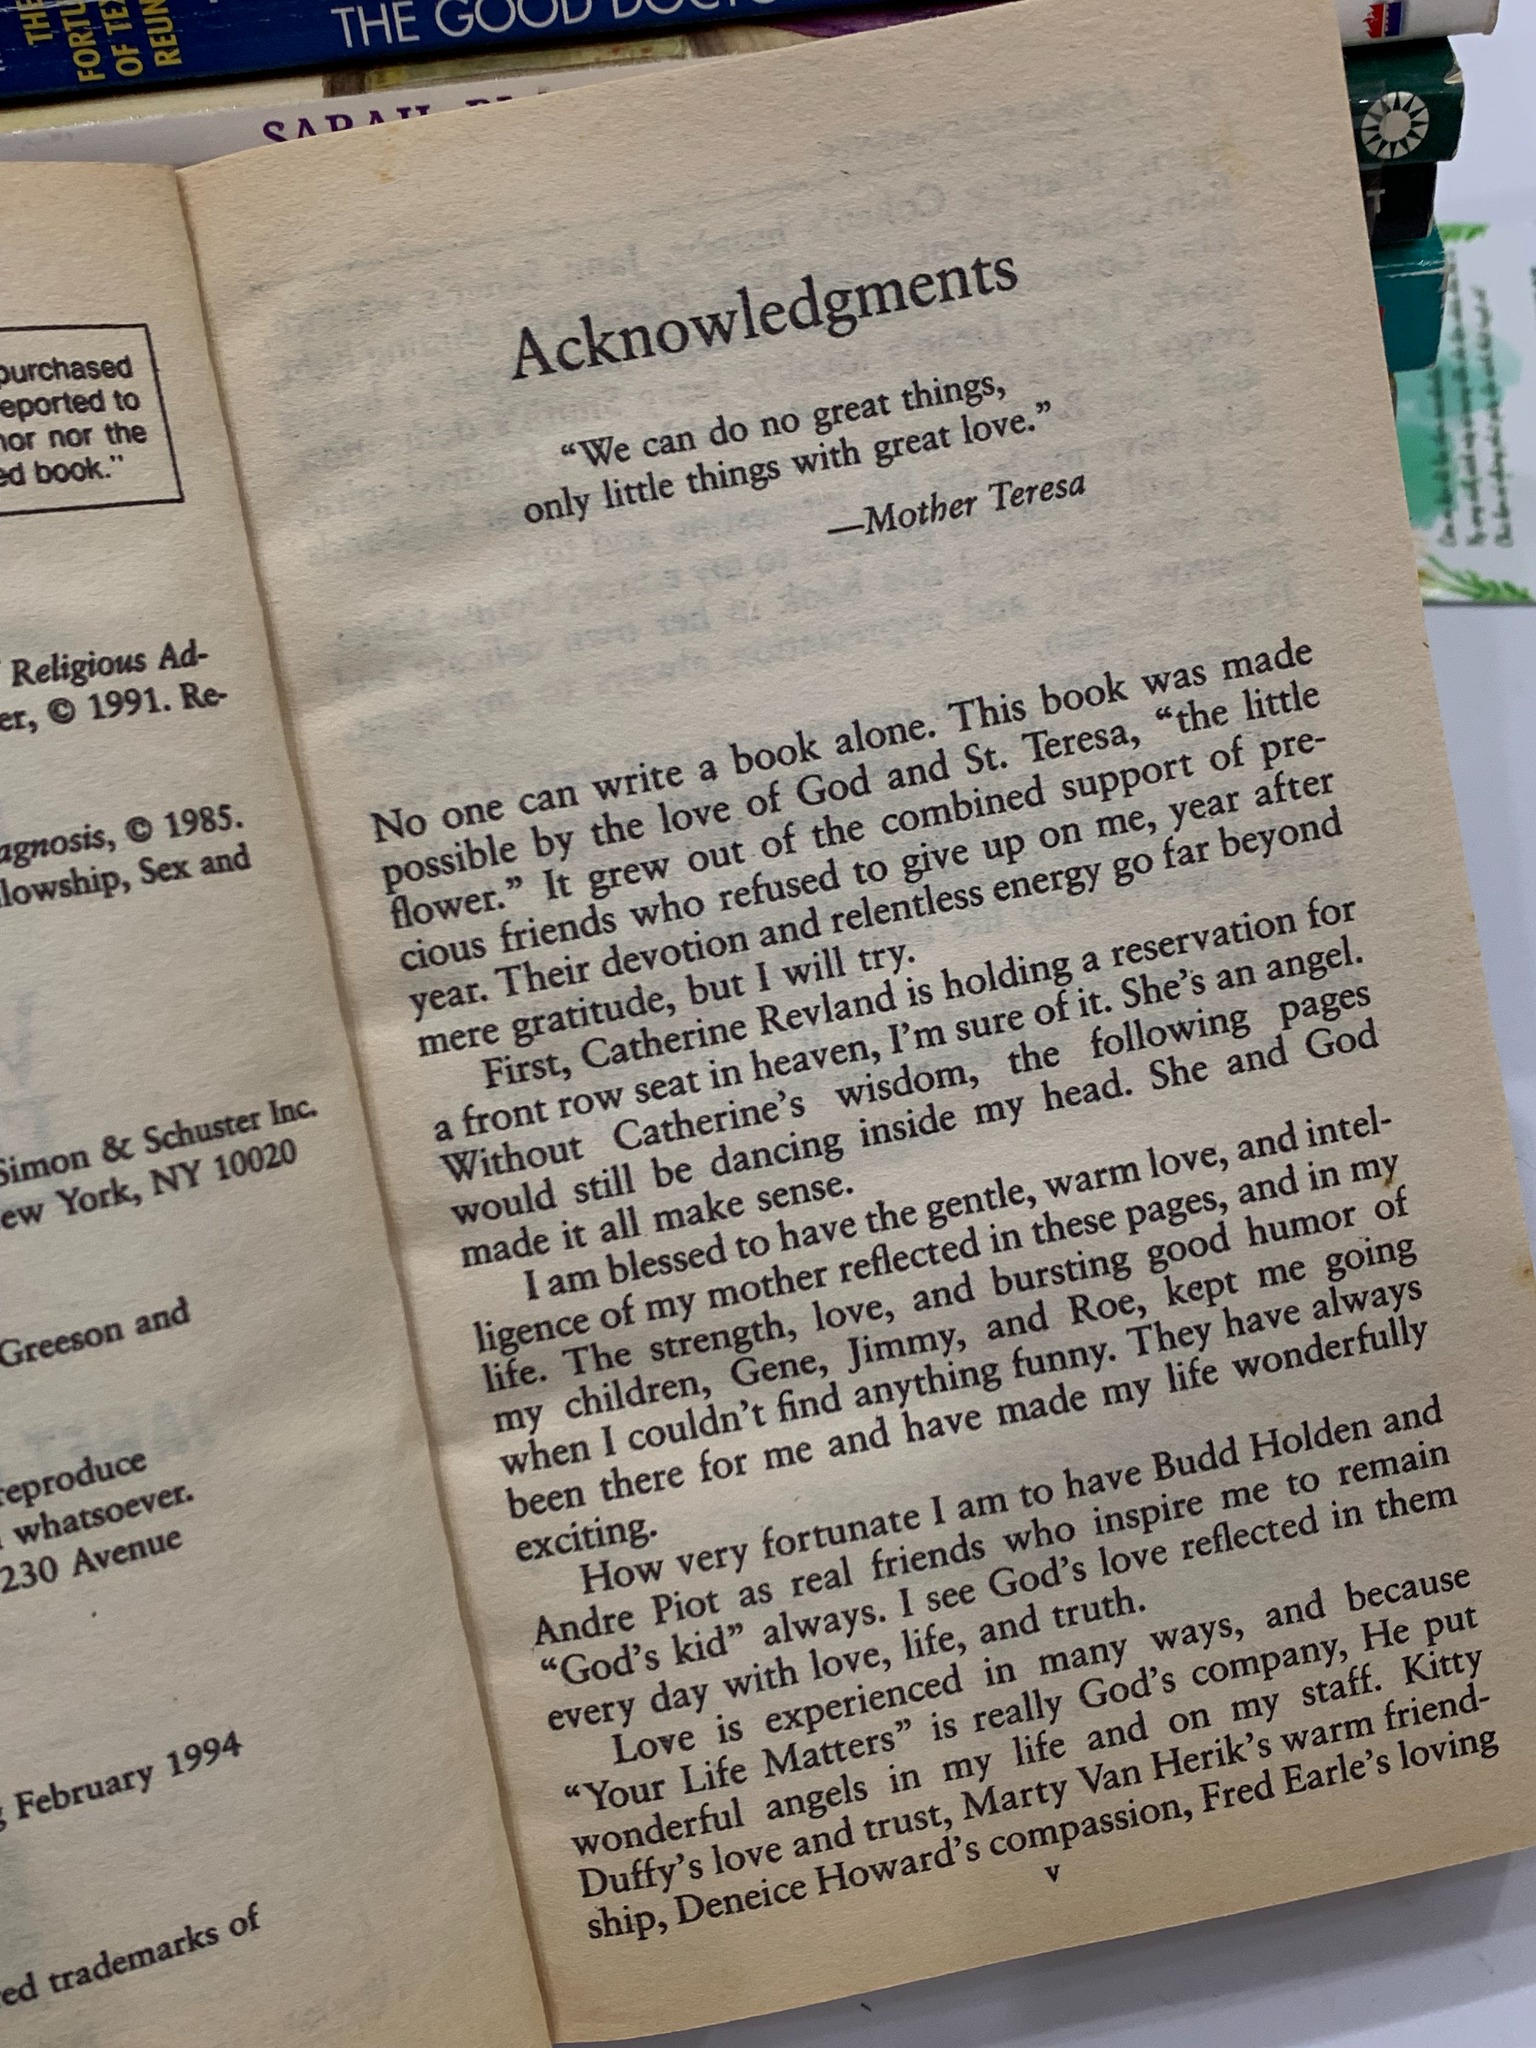 THE
FORTU
OF TE
REUN
THE GOOD DOCTO
SARAH
purchased
eported to
nor nor the
ed book."
Religious Ad-
er, © 1991. Re-
agnosis, © 1985.
llowship, Sex and
Simon & Schuster Inc.
ew York, NY 10020
Greeson and
reproduce
whatsoever.
230 Avenue
g February 1994
ed trademarks of
Acknowledgments
“We can do no great things,
only little things with great love.”
—Mother Teresa
No one can write a book alone. This book was made
possible by the love of God and St. Teresa, “the little
flower.” It grew out of the combined support of pre-
cious friends who refused to give up on me, year after
year. Their devotion and relentless energy go far beyond
mere gratitude, but I will try.
First, Catherine Revland is holding a reservation for
a front row seat in heaven, I’m sure of it. She’s an angel.
Without Catherine’s wisdom, the following pages
would still be dancing inside my head. She and God
made it all make sense.
I am blessed to have the gentle, warm love, and intel-
ligence of my mother reflected in these pages, and in my
life. The strength, love, and bursting good humor of
my children, Gene, Jimmy, and Roe, kept me going
when I couldn’t find anything funny. They have always
been there for me and have made my life wonderfully
exciting.
How very fortunate I am to have Budd Holden and
Andre Piot as real friends who inspire me to remain
“God’s kid” always. I see God’s love reflected in them
every day with love, life, and truth.
Love is experienced in many ways, and because
“Your Life Matters” is really God’s company, He put
wonderful angels in my life and on my staff. Kitty
Duffy’s love and trust, Marty Van Herik’s warm friend-
ship, Deneice Howard’s compassion, Fred Earle’s loving
v